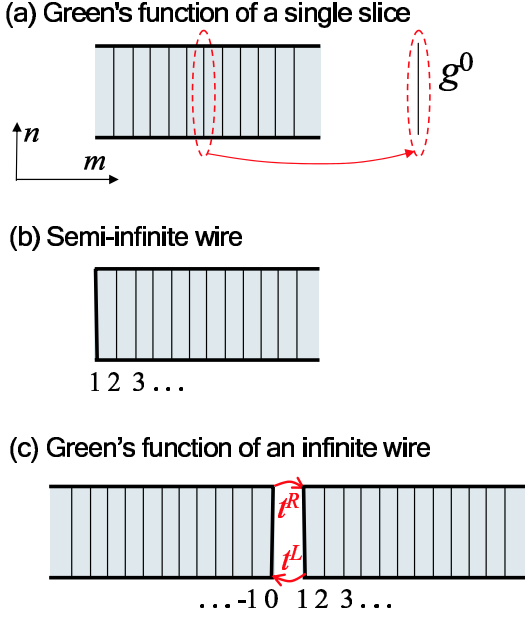 (a) Green's function of a single slice
g⁰
n
m
(b) Semi-infinite wire
1 2 3 ...
(c) Green's function of an infinite wire
tᴿ
tᴸ
...-1 0 1 2 3 ...